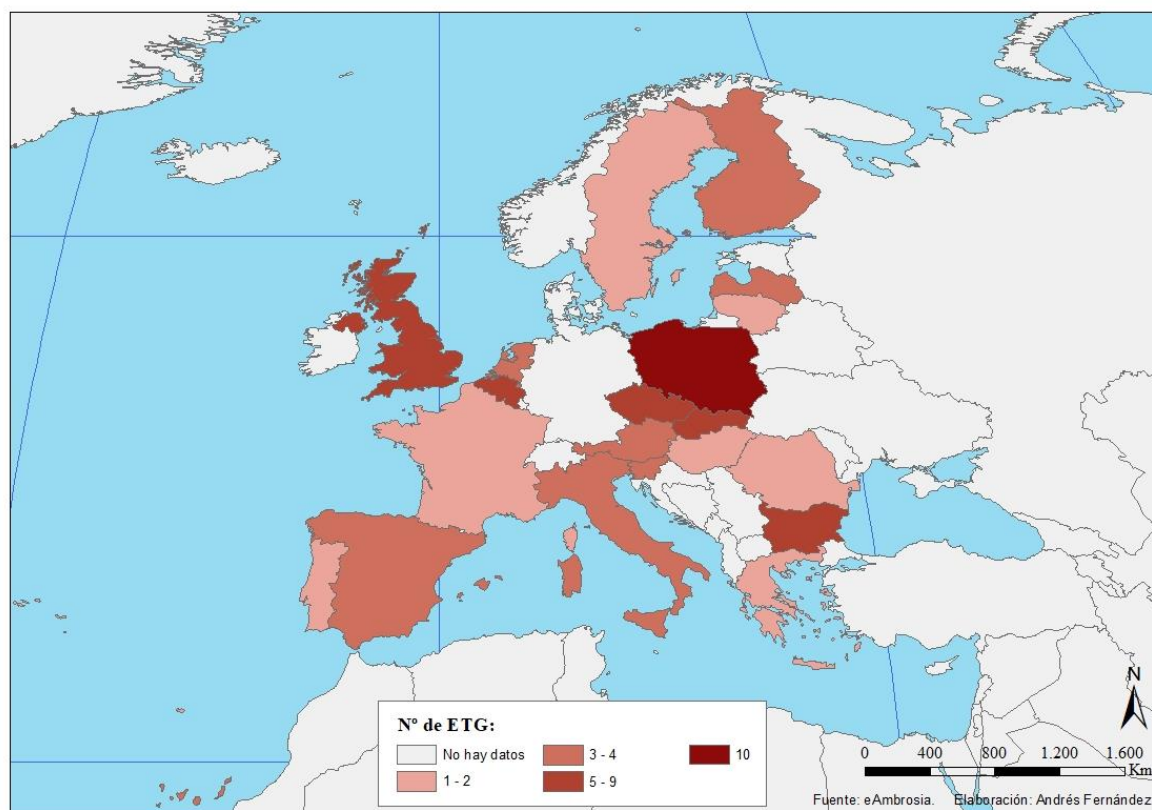 Nº de ETG:
No hay datos
3 - 4
10
1 - 2
5 - 9
N
0 400 800 1.200 1.600
Km
Fuente: eAmbrosia. Elaboración: Andrés Fernández